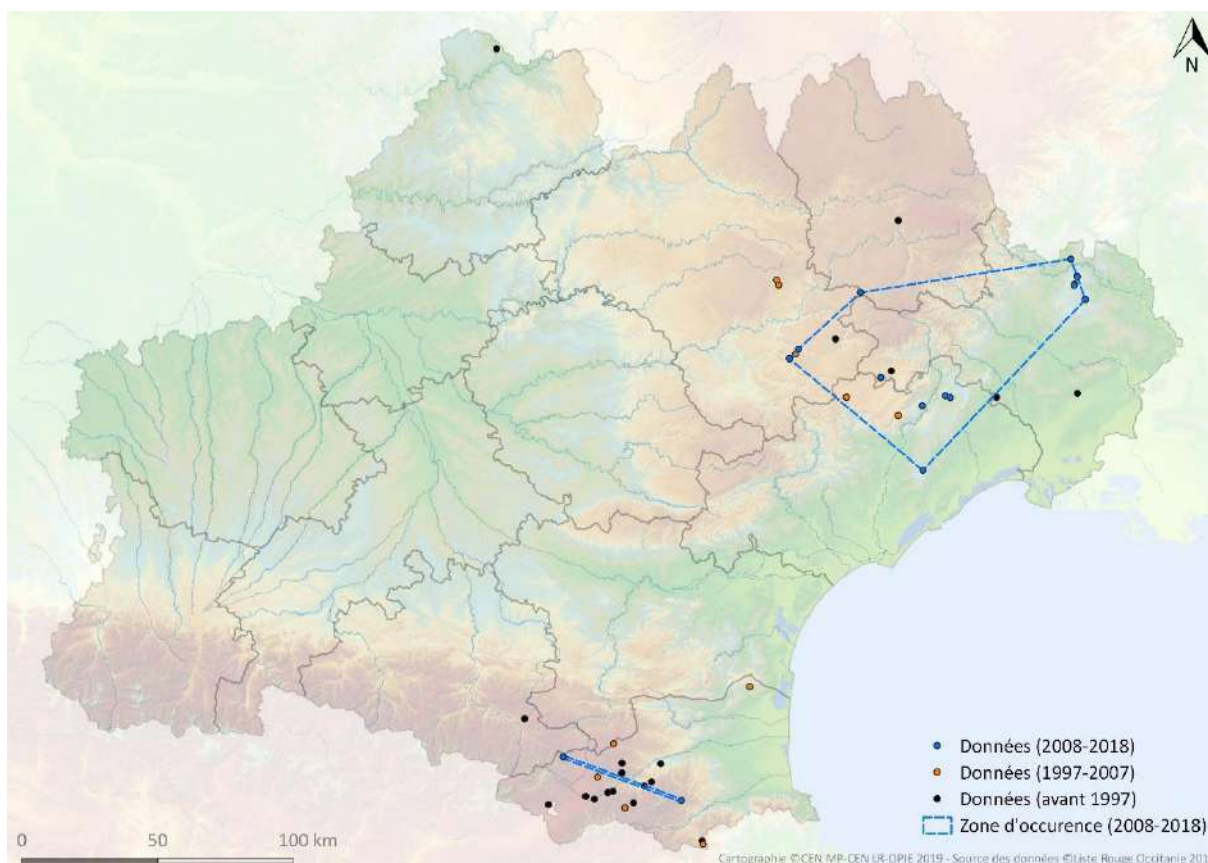 N
Données (2008-2018)
Données (1997-2007)
Données (avant 1997)
Zone d'occurence (2008-2018)
0 50 100 km
Cartographie ©CEN MP-CEN LR-OPIE 2019 - Source des données ©Liste Rouge Occitanie 201